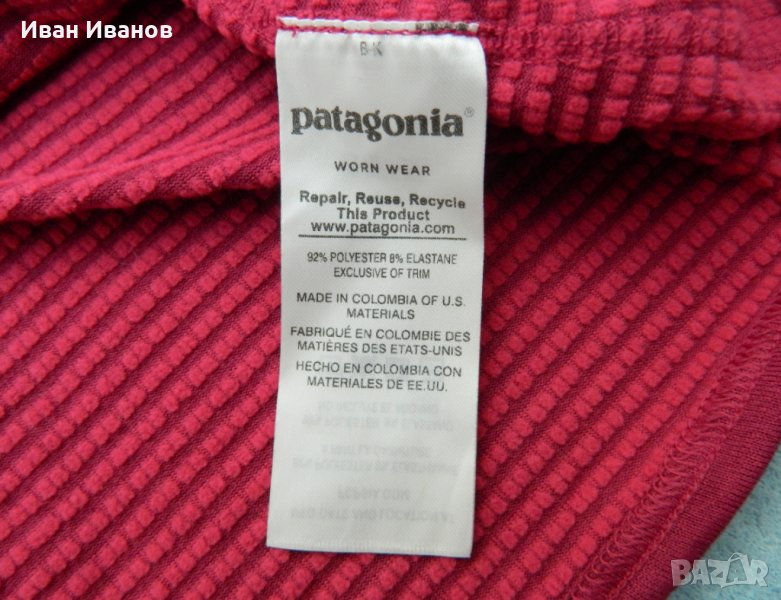 Иван Иванов
BK
patagonia®
WORN WEAR
Repair, Reuse, Recycle
This Product
www.patagonia.com
92% POLYESTER 8% ELASTANE
EXCLUSIVE OF TRIM
MADE IN COLOMBIA OF U.S.
MATERIALS
FABRIQUÉ EN COLOMBIE DES
MATIÈRES DES ETATS-UNIS
HECHO EN COLOMBIA CON
MATERIALES DE EE.UU.
BAZAR